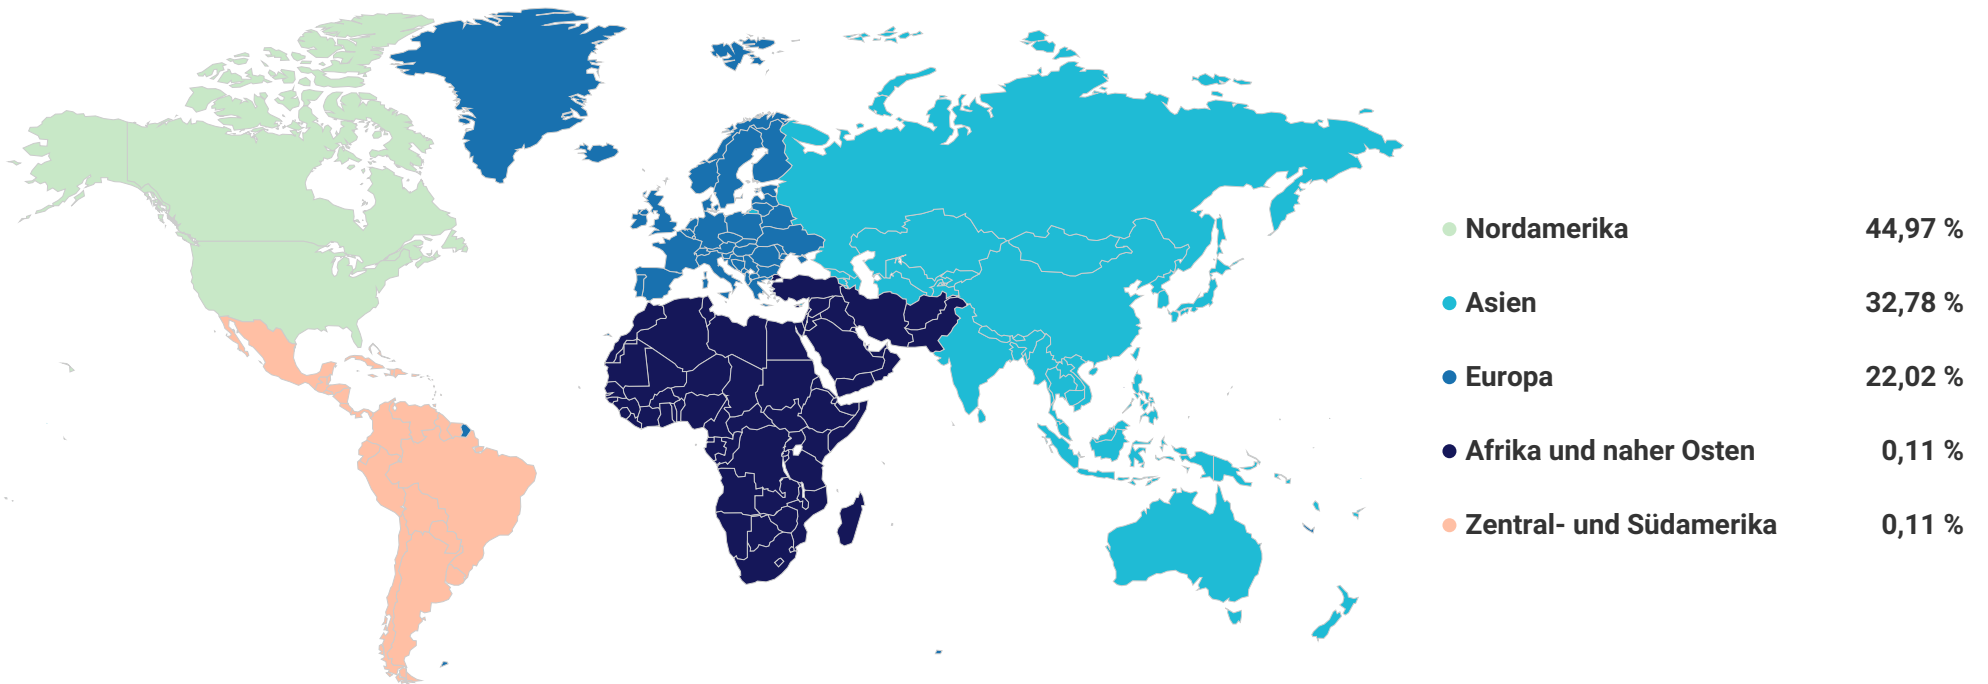 Nordamerika 44,97 %
Asien 32,78 %
Europa 22,02 %
Afrika und naher Osten 0,11 %
Zentral- und Südamerika 0,11 %